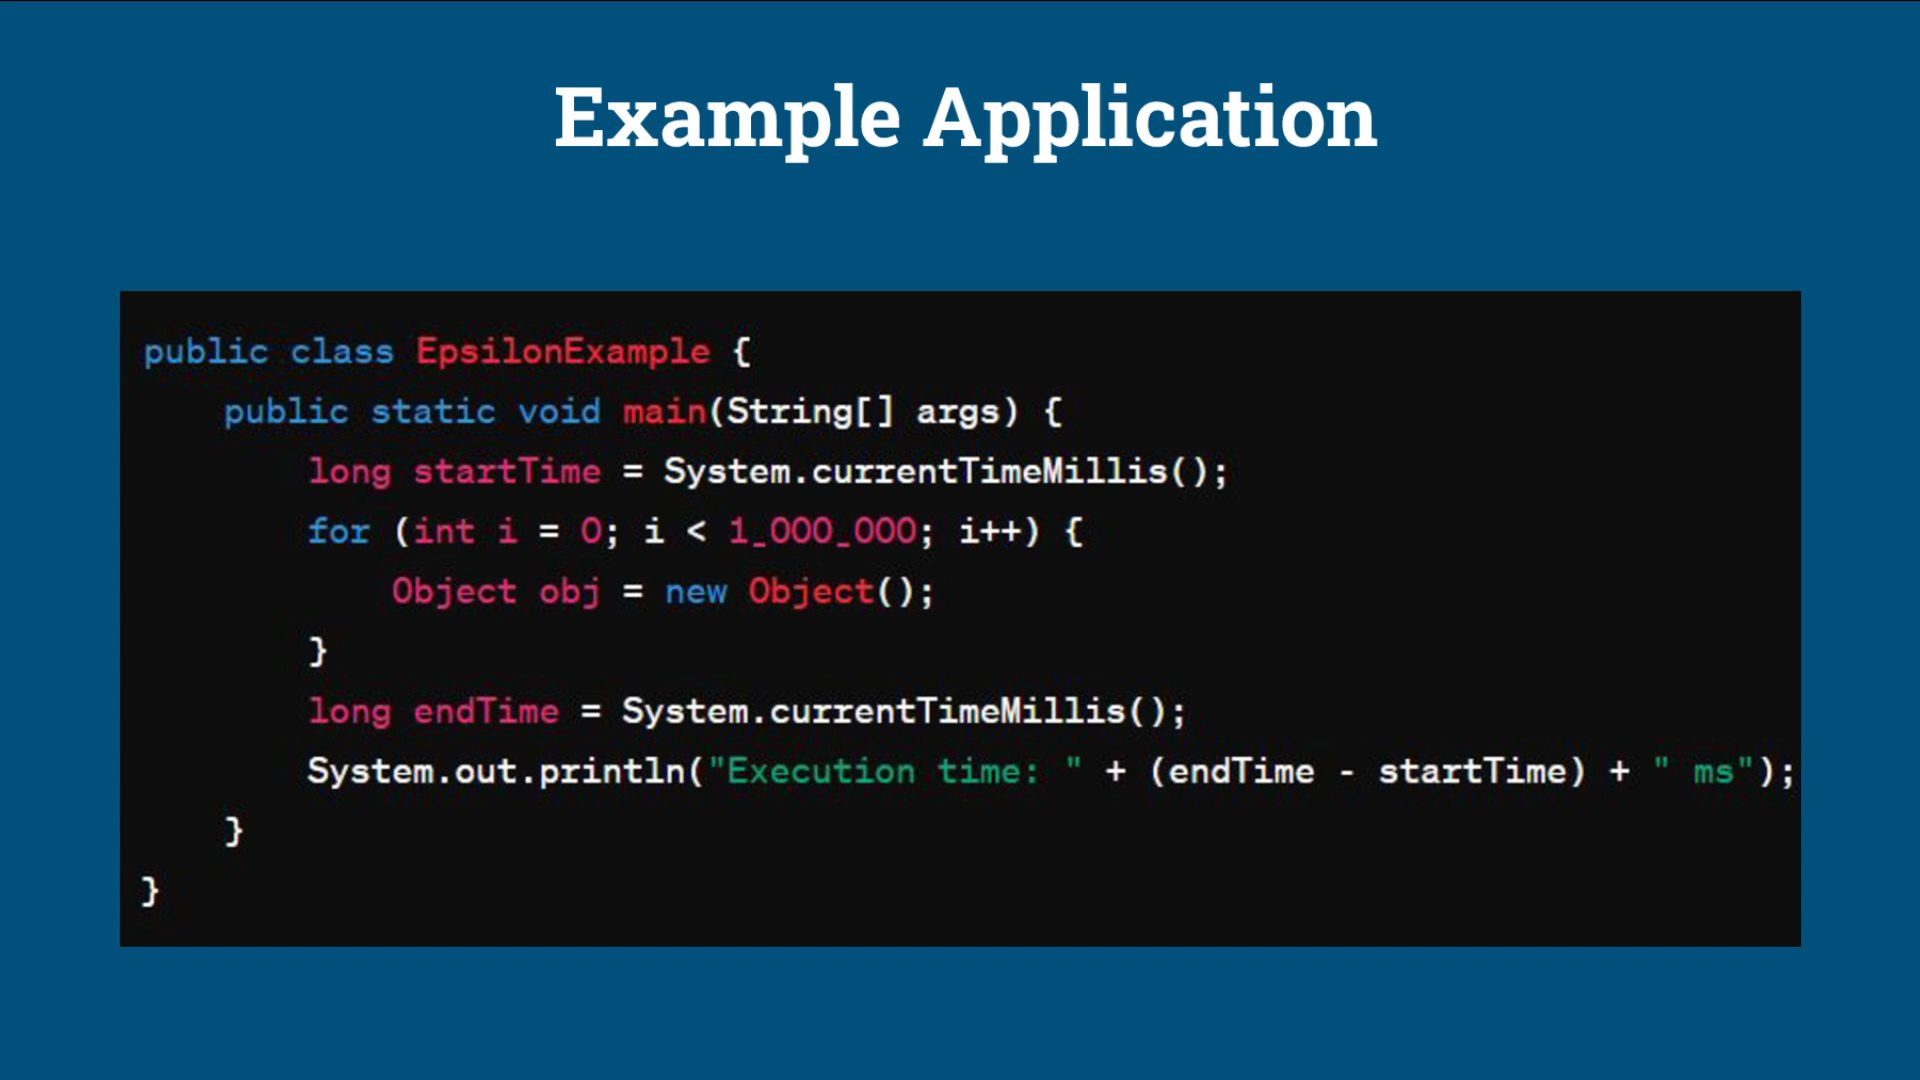 Example Application
public class EpsilonExample {
    public static void main(String[] args) {
        long startTime = System.currentTimeMillis();
        for (int i = 0; i < 1_000_000; i++) {
            Object obj = new Object();
        }
        long endTime = System.currentTimeMillis();
        System.out.println("Execution time: " + (endTime - startTime) + " ms");
    }
}